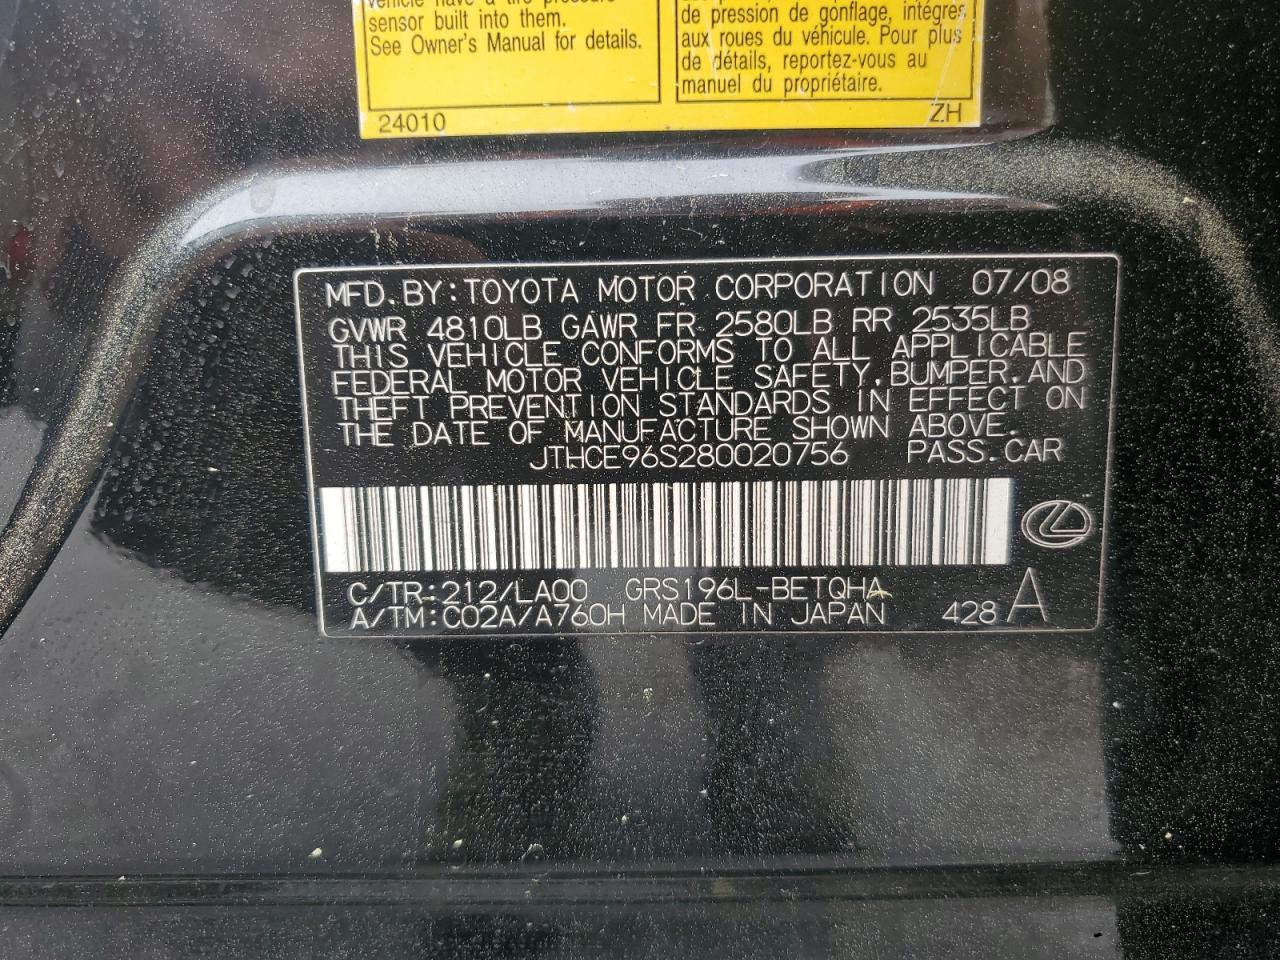 vehicle have a tire pressure
sensor built into them.
See Owner's Manual for details.
de pression de gonflage, intégrés
aux roues du véhicule. Pour plus
de détails, reportez-vous au
manuel du propriétaire.
24010 ZH
MFD. BY: TOYOTA MOTOR CORPORATION 07/08
GVWR 4810LB GAWR FR 2580LB RR 2535LB
THIS VEHICLE CONFORMS TO ALL APPLICABLE
FEDERAL MOTOR VEHICLE SAFETY, BUMPER, AND
THEFT PREVENTION STANDARDS IN EFFECT ON
THE DATE OF MANUFACTURE SHOWN ABOVE.
JTHCE96S280020756 PASS. CAR
C/TR: 212/LA00 GRS196L-BETQHA
A/TM: C02A/A760H MADE IN JAPAN 428 A